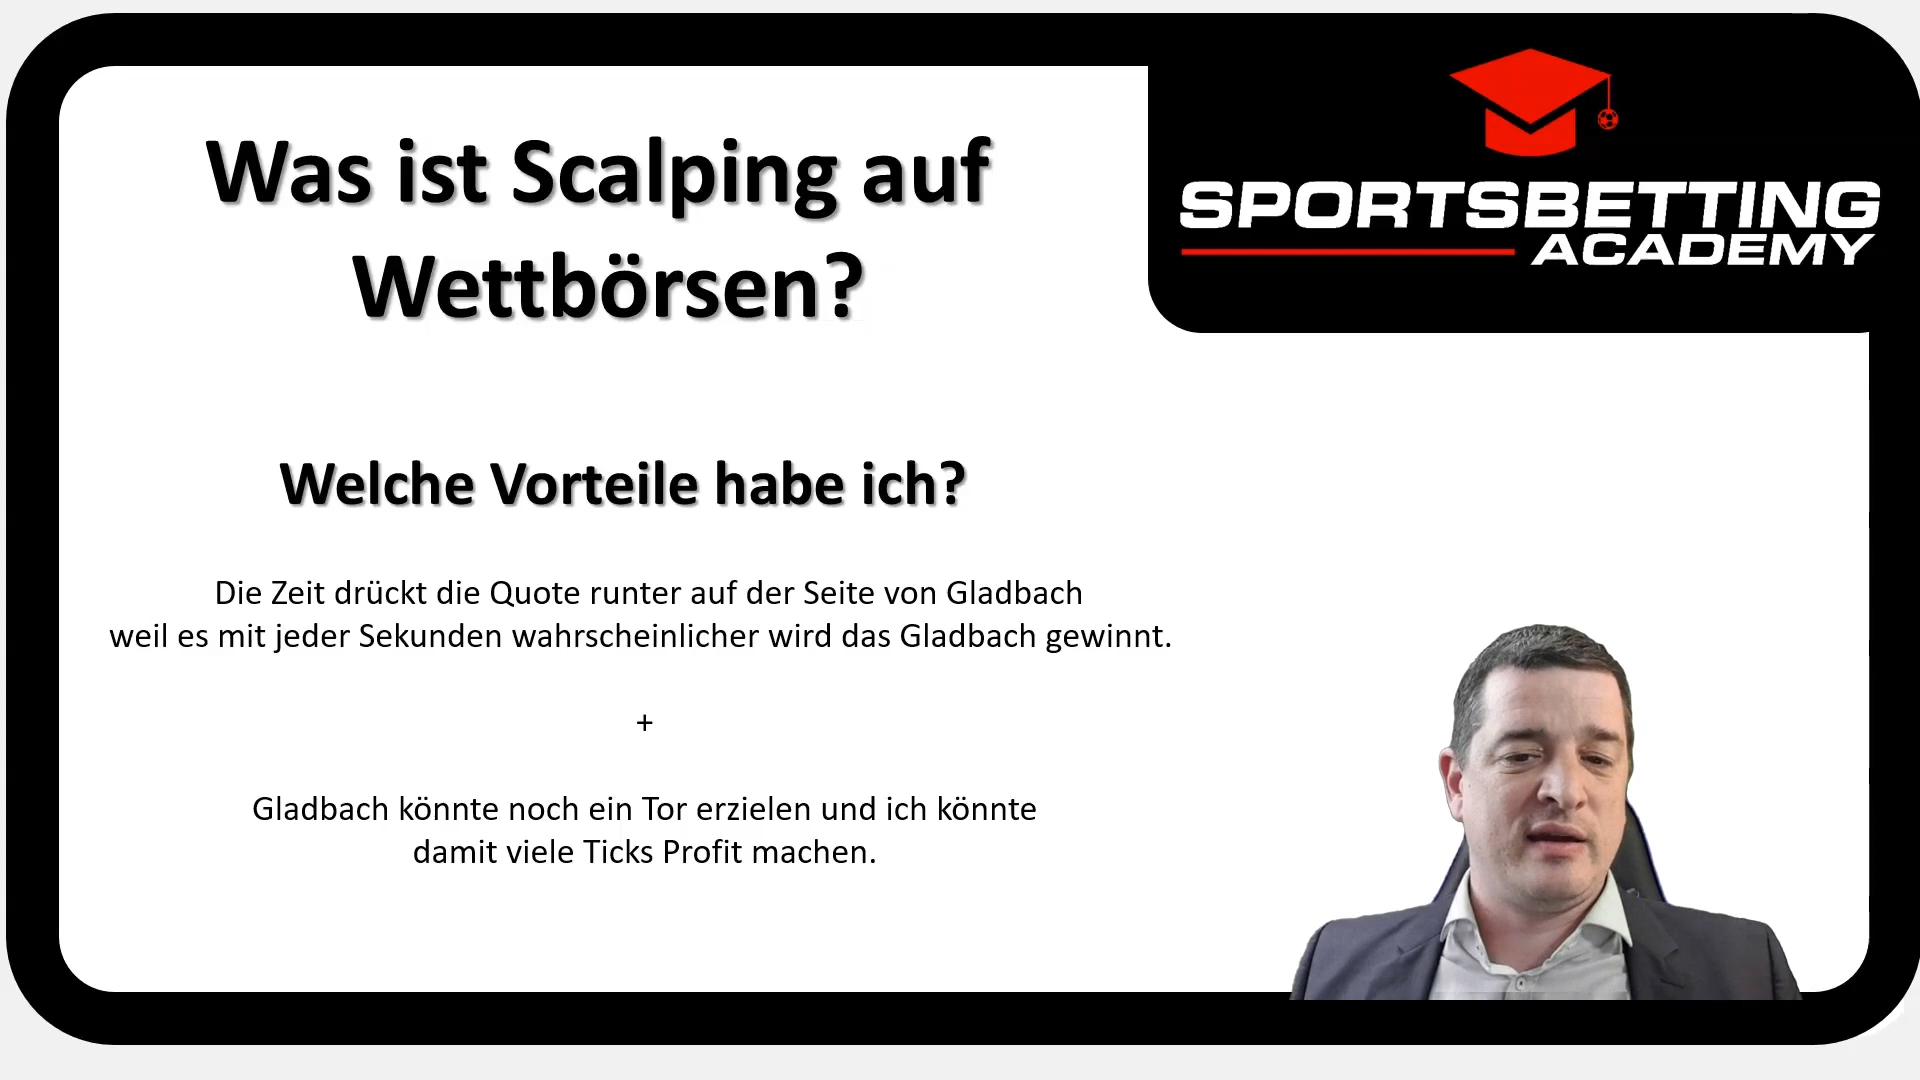 Was ist Scalping auf
Wettbörsen?
SPORTSBETTING
ACADEMY
Welche Vorteile habe ich?
Die Zeit drückt die Quote runter auf der Seite von Gladbach
weil es mit jeder Sekunden wahrscheinlicher wird das Gladbach gewinnt.
+
Gladbach könnte noch ein Tor erzielen und ich könnte
damit viele Ticks Profit machen.